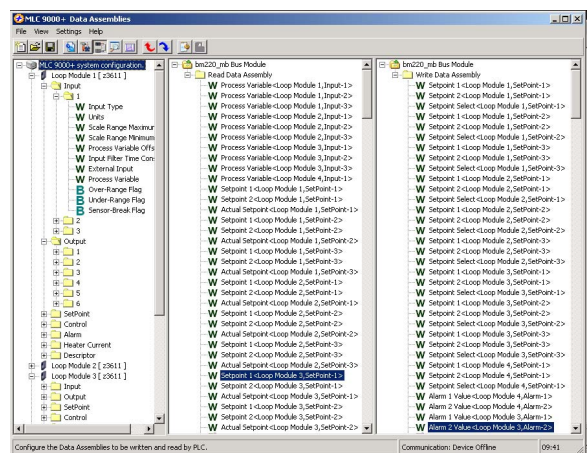 MLC 9000+ Data Assemblies
File View Settings Help
MLC 9000+ system configuration.
Loop Module 1 [ z3611 ]
Input
1
W Input Type
W Units
W Scale Range Maximur
W Scale Range Minimum
W Process Variable Offs
W Input Filter Time Cons
W External Input
W Process Variable
B Over-Range Flag
B Under-Range Flag
B Sensor-Break Flag
2
3
Output
1
2
3
4
5
6
SetPoint
Control
Alarm
Heater Current
Descriptor
Loop Module 2 [ z3611 ]
Loop Module 3 [ z3611 ]
Input
Output
SetPoint
Control
bm220_mb Bus Module
Read Data Assembly
W Process Variable<Loop Module 1,Input-1>
W Process Variable<Loop Module 1,Input-2>
W Process Variable<Loop Module 1,Input-3>
W Process Variable<Loop Module 2,Input-1>
W Process Variable<Loop Module 2,Input-2>
W Process Variable<Loop Module 2,Input-3>
W Process Variable<Loop Module 3,Input-1>
W Process Variable<Loop Module 3,Input-2>
W Process Variable<Loop Module 3,Input-3>
W Process Variable<Loop Module 4,Input-1>
W Setpoint 1<Loop Module 1,SetPoint-1>
W Setpoint 2<Loop Module 1,SetPoint-1>
W Actual Setpoint<Loop Module 1,SetPoint-1>
W Setpoint 1<Loop Module 1,SetPoint-2>
W Setpoint 2<Loop Module 1,SetPoint-2>
W Actual Setpoint<Loop Module 1,SetPoint-2>
W Setpoint 1<Loop Module 1,SetPoint-3>
W Setpoint 2<Loop Module 1,SetPoint-3>
W Actual Setpoint<Loop Module 1,SetPoint-3>
W Setpoint 1<Loop Module 2,SetPoint-1>
W Setpoint 2<Loop Module 2,SetPoint-1>
W Actual Setpoint<Loop Module 2,SetPoint-1>
W Setpoint 1<Loop Module 2,SetPoint-2>
W Setpoint 2<Loop Module 2,SetPoint-2>
W Actual Setpoint<Loop Module 2,SetPoint-2>
W Setpoint 1<Loop Module 2,SetPoint-3>
W Setpoint 2<Loop Module 2,SetPoint-3>
W Actual Setpoint<Loop Module 2,SetPoint-3>
W Setpoint 1<Loop Module 3,SetPoint-1>
W Setpoint 2<Loop Module 3,SetPoint-1>
W Actual Setpoint<Loop Module 3,SetPoint-1>
W Setpoint 1<Loop Module 3,SetPoint-2>
W Setpoint 2<Loop Module 3,SetPoint-2>
W Actual Setpoint<Loop Module 3,SetPoint-2>
bm220_mb Bus Module
Write Data Assembly
W Setpoint 1<Loop Module 1,SetPoint-1>
W Setpoint 2<Loop Module 1,SetPoint-1>
W Setpoint Select<Loop Module 1,SetPoint-1>
W Setpoint 1<Loop Module 1,SetPoint-2>
W Setpoint 2<Loop Module 1,SetPoint-2>
W Setpoint Select<Loop Module 1,SetPoint-2>
W Setpoint 1<Loop Module 1,SetPoint-3>
W Setpoint 2<Loop Module 1,SetPoint-3>
W Setpoint Select<Loop Module 1,SetPoint-3>
W Setpoint 1<Loop Module 2,SetPoint-1>
W Setpoint 2<Loop Module 2,SetPoint-1>
W Setpoint Select<Loop Module 2,SetPoint-1>
W Setpoint 1<Loop Module 2,SetPoint-2>
W Setpoint 2<Loop Module 2,SetPoint-2>
W Setpoint Select<Loop Module 2,SetPoint-2>
W Setpoint 1<Loop Module 2,SetPoint-3>
W Setpoint 2<Loop Module 2,SetPoint-3>
W Setpoint Select<Loop Module 2,SetPoint-3>
W Setpoint 1<Loop Module 3,SetPoint-1>
W Setpoint 2<Loop Module 3,SetPoint-1>
W Setpoint Select<Loop Module 3,SetPoint-1>
W Setpoint 1<Loop Module 3,SetPoint-2>
W Setpoint 2<Loop Module 3,SetPoint-2>
W Setpoint Select<Loop Module 3,SetPoint-2>
W Setpoint 1<Loop Module 3,SetPoint-3>
W Setpoint 2<Loop Module 3,SetPoint-3>
W Setpoint Select<Loop Module 3,SetPoint-3>
W Setpoint 1<Loop Module 4,SetPoint-1>
W Setpoint 2<Loop Module 4,SetPoint-1>
W Setpoint Select<Loop Module 4,SetPoint-1>
W Alarm 1 Value<Loop Module 4,Alarm-1>
W Alarm 2 Value<Loop Module 4,Alarm-1>
W Alarm 1 Value<Loop Module 3,Alarm-2>
W Alarm 2 Value<Loop Module 3,Alarm-2>
Configure the Data Assemblies to be written and read by PLC.
Communication: Device Offline
09:41